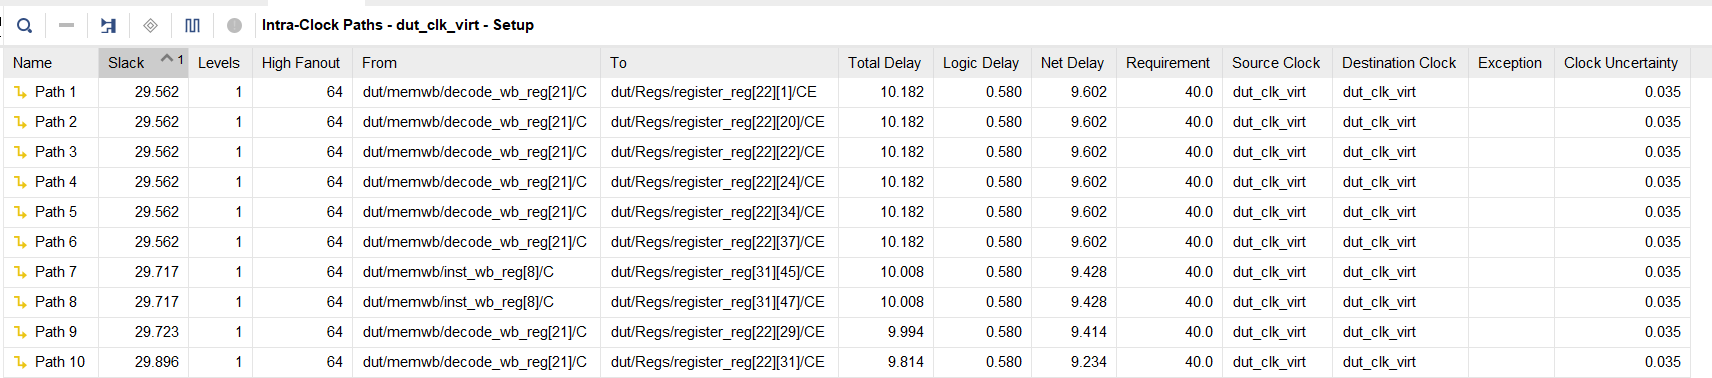 Intra-Clock Paths - dut_clk_virt - Setup
Name Slack 1 Levels High Fanout From To Total Delay Logic Delay Net Delay Requirement Source Clock Destination Clock Exception Clock Uncertainty
Path 1 29.562 1 64 dut/memwb/decode_wb_reg[21]/C dut/Regs/register_reg[22][1]/CE 10.182 0.580 9.602 40.0 dut_clk_virt dut_clk_virt 0.035
Path 2 29.562 1 64 dut/memwb/decode_wb_reg[21]/C dut/Regs/register_reg[22][20]/CE 10.182 0.580 9.602 40.0 dut_clk_virt dut_clk_virt 0.035
Path 3 29.562 1 64 dut/memwb/decode_wb_reg[21]/C dut/Regs/register_reg[22][22]/CE 10.182 0.580 9.602 40.0 dut_clk_virt dut_clk_virt 0.035
Path 4 29.562 1 64 dut/memwb/decode_wb_reg[21]/C dut/Regs/register_reg[22][24]/CE 10.182 0.580 9.602 40.0 dut_clk_virt dut_clk_virt 0.035
Path 5 29.562 1 64 dut/memwb/decode_wb_reg[21]/C dut/Regs/register_reg[22][34]/CE 10.182 0.580 9.602 40.0 dut_clk_virt dut_clk_virt 0.035
Path 6 29.562 1 64 dut/memwb/decode_wb_reg[21]/C dut/Regs/register_reg[22][37]/CE 10.182 0.580 9.602 40.0 dut_clk_virt dut_clk_virt 0.035
Path 7 29.717 1 64 dut/memwb/inst_wb_reg[8]/C dut/Regs/register_reg[31][45]/CE 10.008 0.580 9.428 40.0 dut_clk_virt dut_clk_virt 0.035
Path 8 29.717 1 64 dut/memwb/inst_wb_reg[8]/C dut/Regs/register_reg[31][47]/CE 10.008 0.580 9.428 40.0 dut_clk_virt dut_clk_virt 0.035
Path 9 29.723 1 64 dut/memwb/decode_wb_reg[21]/C dut/Regs/register_reg[22][29]/CE 9.994 0.580 9.414 40.0 dut_clk_virt dut_clk_virt 0.035
Path 10 29.896 1 64 dut/memwb/decode_wb_reg[21]/C dut/Regs/register_reg[22][31]/CE 9.814 0.580 9.234 40.0 dut_clk_virt dut_clk_virt 0.035